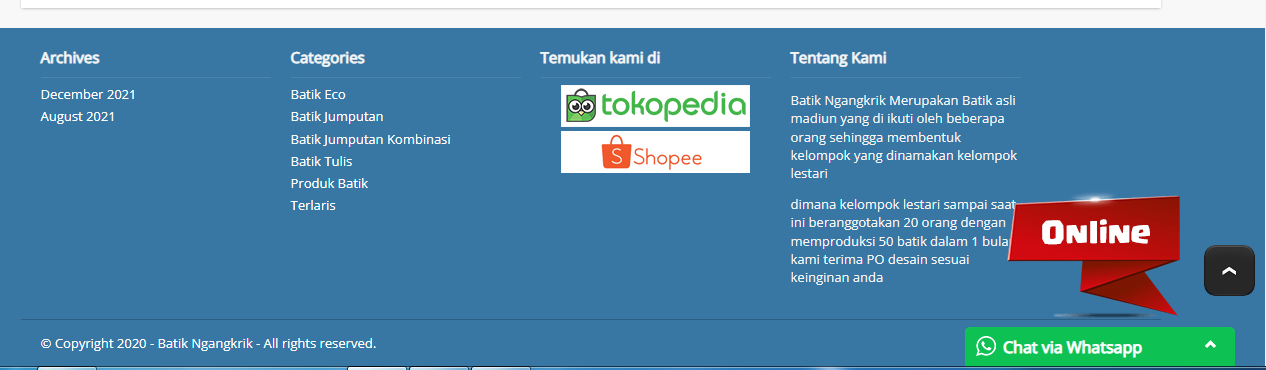 Archives
December 2021
August 2021
Categories
Batik Eco
Batik Jumputan
Batik Jumputan Kombinasi
Batik Tulis
Produk Batik
Terlaris
Temukan kami di
tokopedia
S Shopee
Tentang Kami
Batik Ngangkrik Merupakan Batik asli
madiun yang di ikuti oleh beberapa
orang sehingga membentuk
kelompok yang dinamakan kelompok
lestari
dimana kelompok lestari sampai saat
ini beranggotakan 20 orang dengan
memproduksi 50 batik dalam 1 bulan
kami terima PO desain sesuai
keinginan anda
Online
© Copyright 2020 - Batik Ngangkrik - All rights reserved.
Chat via Whatsapp